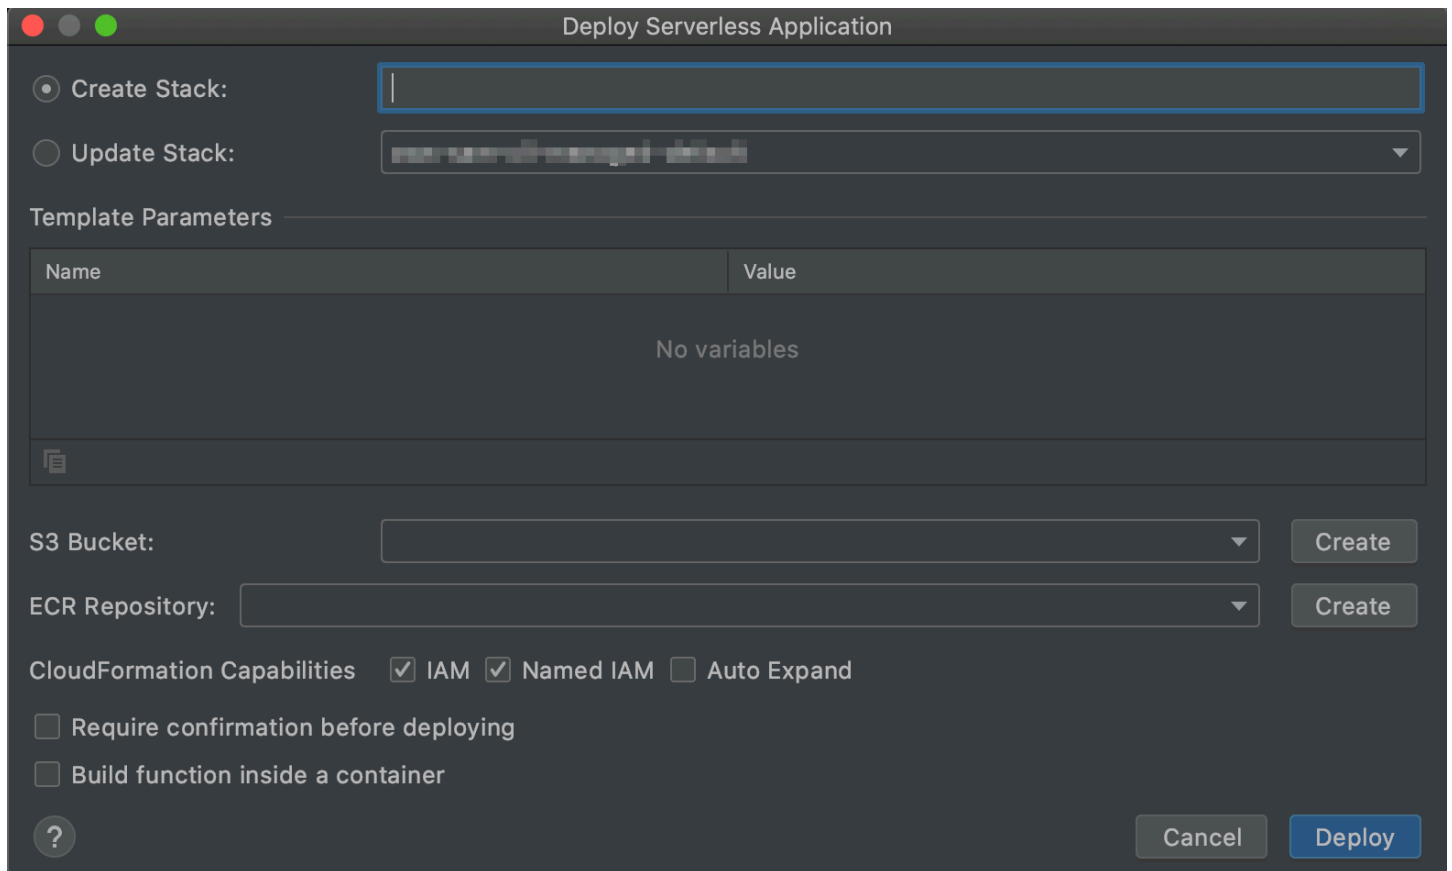 Deploy Serverless Application
Create Stack:
Update Stack:
Template Parameters
Name Value
No variables
S3 Bucket: Create
ECR Repository: Create
CloudFormation Capabilities IAM Named IAM Auto Expand
Require confirmation before deploying
Build function inside a container
? Cancel Deploy